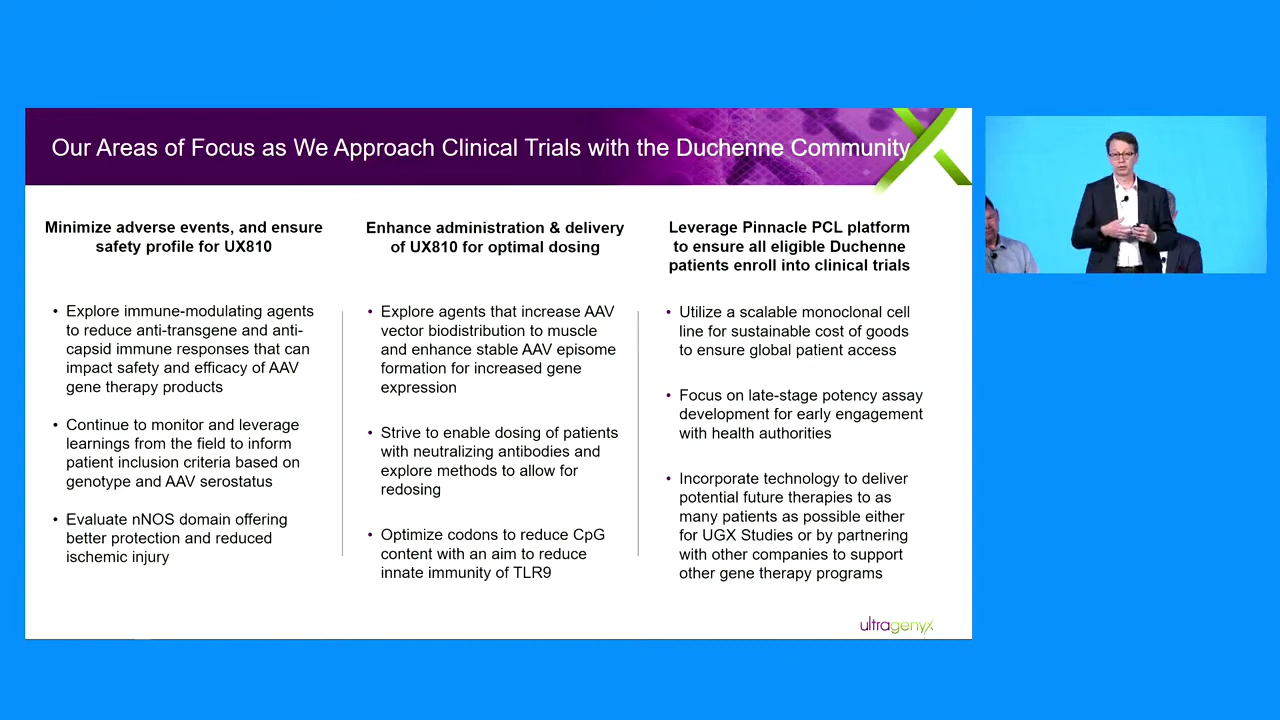 Our Areas of Focus as We Approach Clinical Trials with the Duchenne Community
Minimize adverse events, and ensure
safety profile for UX810
• Explore immune-modulating agents
to reduce anti-transgene and anti-
capsid immune responses that can
impact safety and efficacy of AAV
gene therapy products
• Continue to monitor and leverage
learnings from the field to inform
patient inclusion criteria based on
genotype and AAV serostatus
• Evaluate nNOS domain offering
better protection and reduced
ischemic injury
Enhance administration & delivery
of UX810 for optimal dosing
• Explore agents that increase AAV
vector biodistribution to muscle
and enhance stable AAV episome
formation for increased gene
expression
• Strive to enable dosing of patients
with neutralizing antibodies and
explore methods to allow for
redosing
• Optimize codons to reduce CpG
content with an aim to reduce
innate immunity of TLR9
Leverage Pinnacle PCL platform
to ensure all eligible Duchenne
patients enroll into clinical trials
• Utilize a scalable monoclonal cell
line for sustainable cost of goods
to ensure global patient access
• Focus on late-stage potency assay
development for early engagement
with health authorities
• Incorporate technology to deliver
potential future therapies to as
many patients as possible either
for UGX Studies or by partnering
with other companies to support
other gene therapy programs
ultragenyx